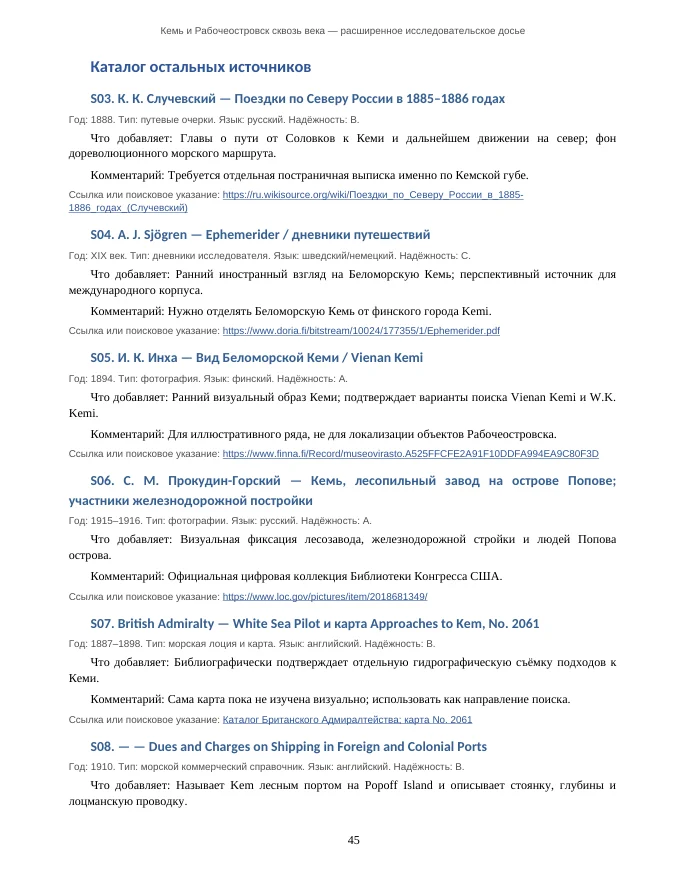 Кемь и Рабочеостровск сквозь века — расширенное исследовательское досье
Каталог остальных источников
S03. К. К. Случевский — Поездки по Северу России в 1885–1886 годах
Год: 1888. Тип: путевые очерки. Язык: русский. Надёжность: B.
Что добавляет: Главы о пути от Соловков к Кеми и дальнейшем движении на север; фон
дореволюционного морского маршрута.
Комментарий: Требуется отдельная постраничная выписка именно по Кемской губе.
Ссылка или поисковое указание: https://ru.wikisource.org/wiki/Поездки_по_Северу_России_в_1885-
1886_годах_(Случевский)
S04. A. J. Sjögren — Ephemerider / дневники путешествий
Год: XIX век. Тип: дневники исследователя. Язык: шведский/немецкий. Надёжность: C.
Что добавляет: Ранний иностранный взгляд на Беломорскую Кемь; перспективный источник для
международного корпуса.
Комментарий: Нужно отделять Беломорскую Кемь от финского города Kemi.
Ссылка или поисковое указание: https://www.doria.fi/bitstream/10024/177355/1/Ephemerider.pdf
S05. И. К. Инха — Вид Беломорской Кеми / Vienan Kemi
Год: 1894. Тип: фотография. Язык: финский. Надёжность: A.
Что добавляет: Ранний визуальный образ Кеми; подтверждает варианты поиска Vienan Kemi и W.K.
Kemi.
Комментарий: Для иллюстративного ряда, не для локализации объектов Рабочеостровска.
Ссылка или поисковое указание: https://www.finna.fi/Record/museovirasto.A525FFCFE2A91F10DDFA994EA9C80F3D
S06. С. М. Прокудин-Горский — Кемь, лесопильный завод на острове Попове;
участники железнодорожной постройки
Год: 1915–1916. Тип: фотографии. Язык: русский. Надёжность: A.
Что добавляет: Визуальная фиксация лесозавода, железнодорожной стройки и людей Попова
острова.
Комментарий: Официальная цифровая коллекция Библиотеки Конгресса США.
Ссылка или поисковое указание: https://www.loc.gov/pictures/item/2018681349/
S07. British Admiralty — White Sea Pilot и карта Approaches to Kem, No. 2061
Год: 1887–1898. Тип: морская лоция и карта. Язык: английский. Надёжность: B.
Что добавляет: Библиографически подтверждает отдельную гидрографическую съёмку подходов к
Кеми.
Комментарий: Сама карта пока не изучена визуально; использовать как направление поиска.
Ссылка или поисковое указание: Каталог Британского Адмиралтейства; карта No. 2061
S08. — — Dues and Charges on Shipping in Foreign and Colonial Ports
Год: 1910. Тип: морской коммерческий справочник. Язык: английский. Надёжность: B.
Что добавляет: Называет Kem лесным портом на Popoff Island и описывает стоянку, глубины и
лоцманскую проводку.
45